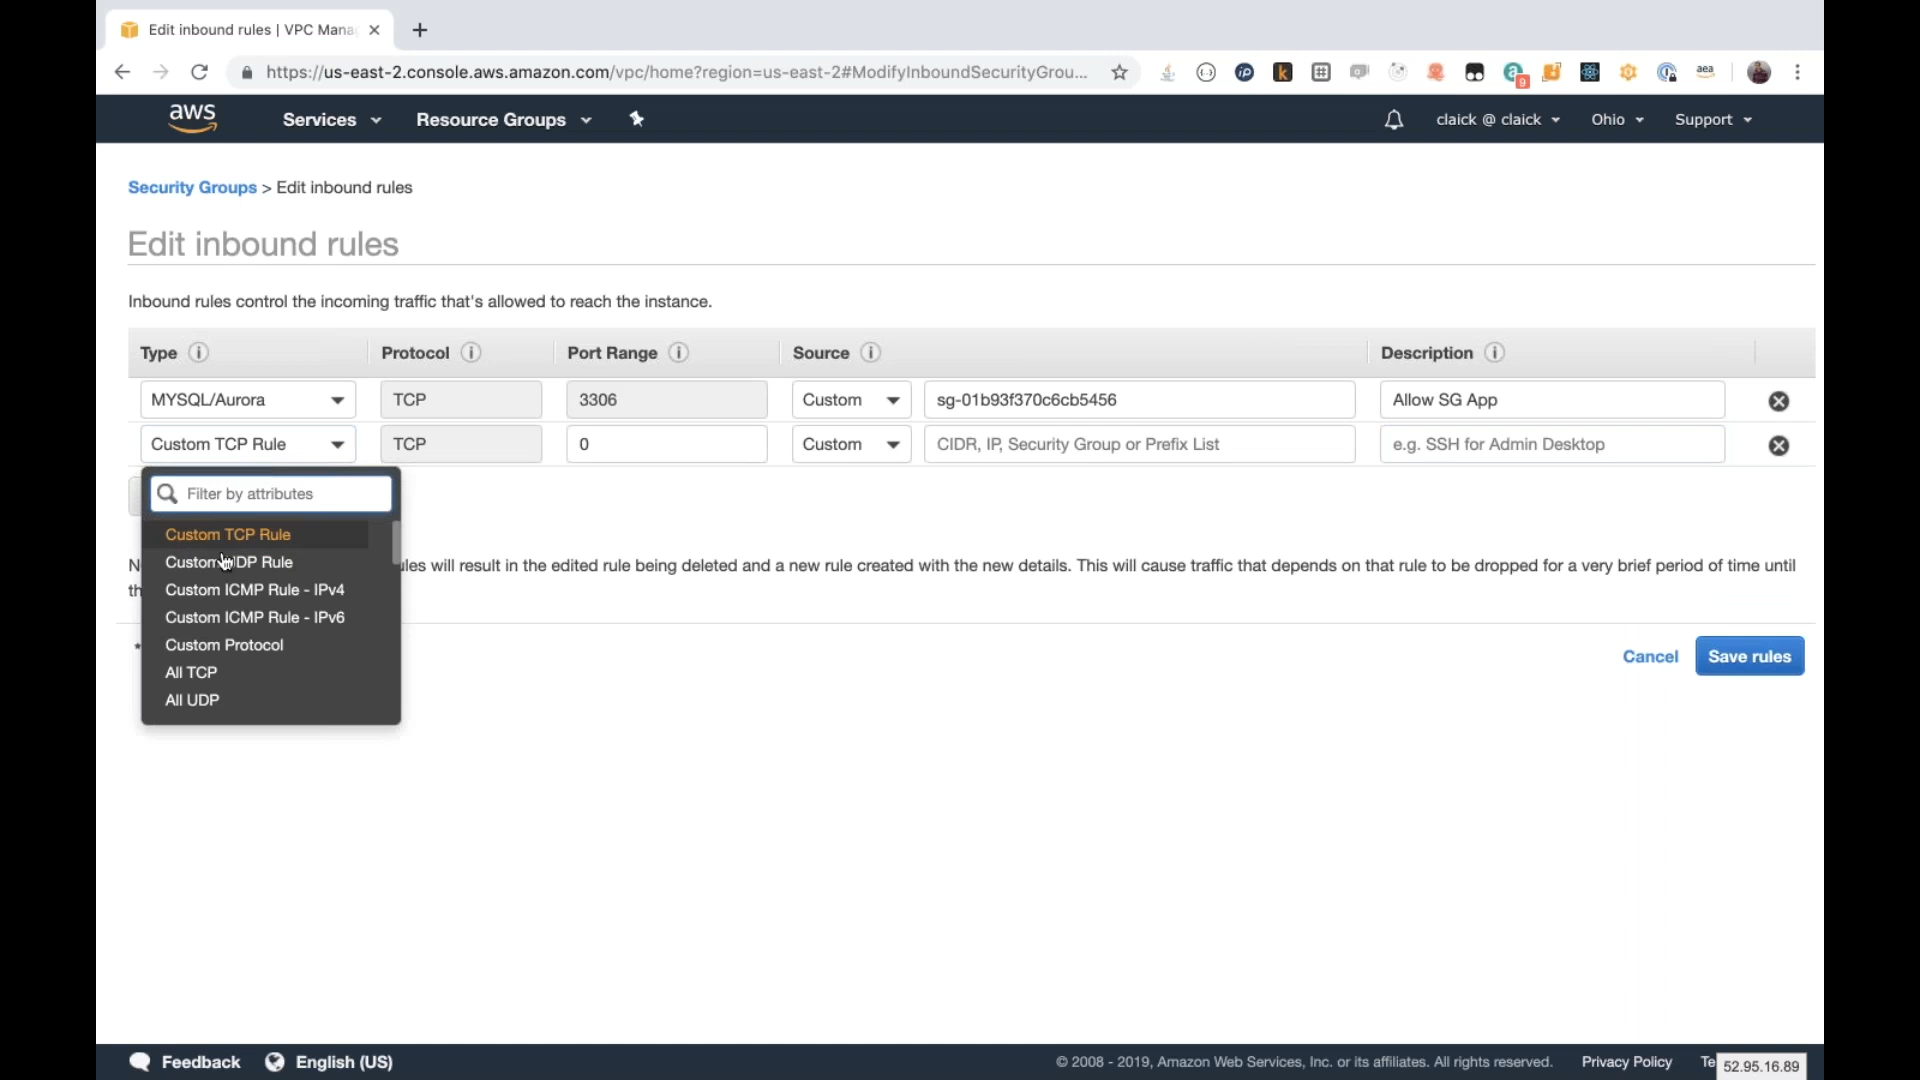 Edit inbound rules | VPC Mana
https://us-east-2.console.aws.amazon.com/vpc/home?region=us-east-2#ModifyInboundSecurityGrou...
9
aea
aws
Services
Resource Groups
claick @ claick
Ohio
Support
Security Groups > Edit inbound rules
Edit inbound rules
Inbound rules control the incoming traffic that's allowed to reach the instance.
Type
Protocol
Port Range
Source
Description
MYSQL/Aurora
TCP
3306
Custom
sg-01b93f370c6cb5456
Allow SG App
Custom TCP Rule
TCP
0
Custom
CIDR, IP, Security Group or Prefix List
e.g. SSH for Admin Desktop
Filter by attributes
Custom TCP Rule
Custom UDP Rule
Custom ICMP Rule - IPv4
Custom ICMP Rule - IPv6
Custom Protocol
All TCP
All UDP
will result in the edited rule being deleted and a new rule created with the new details. This will cause traffic that depends on that rule to be dropped for a very brief period of time until
*
Cancel
Save rules
Feedback
English (US)
© 2008 - 2019, Amazon Web Services, Inc. or its affiliates. All rights reserved.
Privacy Policy
52.95.16.89